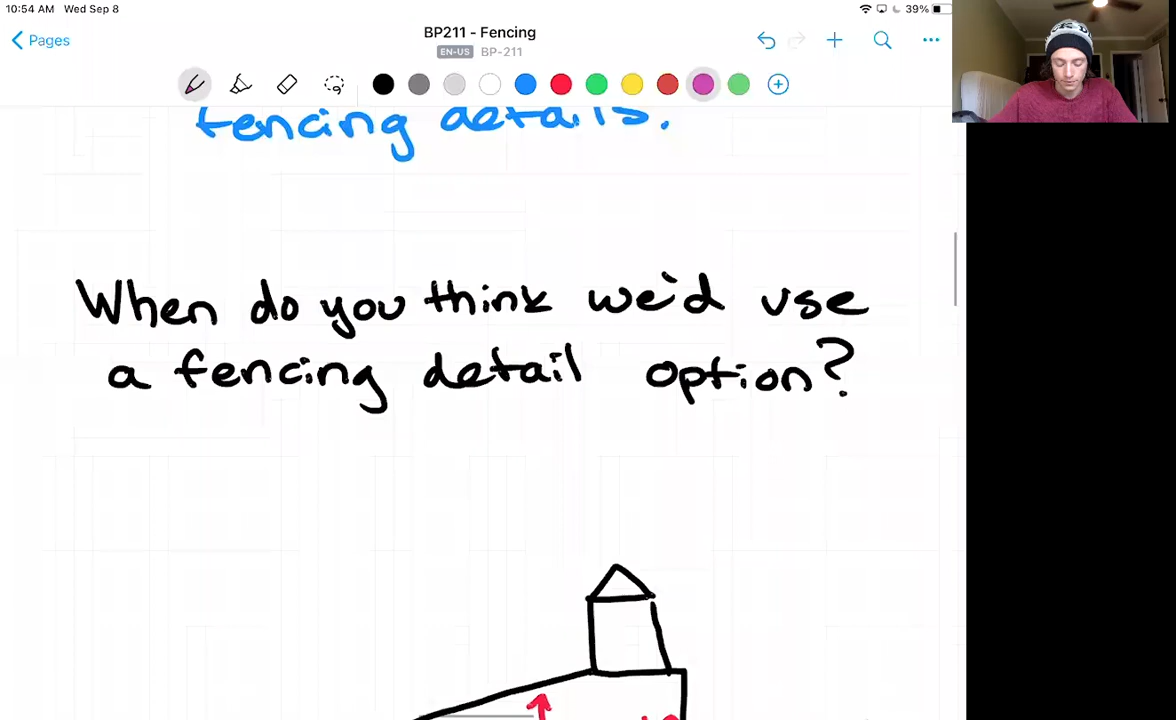 10:54 AM Wed Sep 8
39%
Pages
BP211 - Fencing
EN-US BP-211
fencing details.
When do you think we'd use
a fencing detail option?